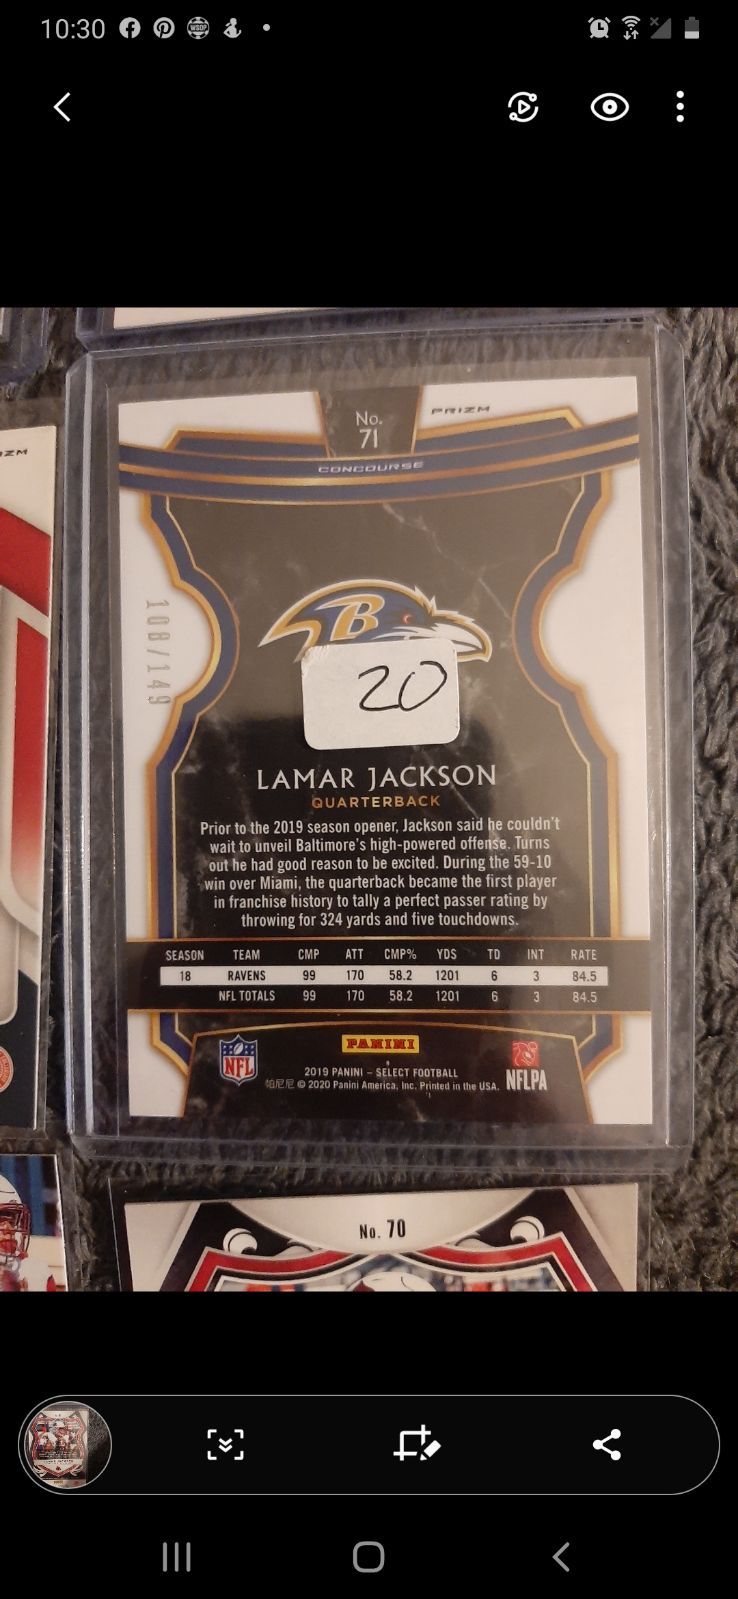 10:30
No.
71
PRIZM
CONCOURSE
108/149
B
20
LAMAR JACKSON
QUARTERBACK
Prior to the 2019 season opener, Jackson said he couldn't
wait to unveil Baltimore's high-powered offense. Turns
out he had good reason to be excited. During the 59-10
win over Miami, the quarterback became the first player
in franchise history to tally a perfect passer rating by
throwing for 324 yards and five touchdowns.
SEASON TEAM CMP ATT CMP% YDS TD INT RATE
18 RAVENS 99 170 58.2 1201 6 3 84.5
NFL TOTALS 99 170 58.2 1201 6 3 84.5
NFL
PANINI
NFLPA
2019 PANINI – SELECT FOOTBALL
帕尼尼 © 2020 Panini America, Inc. Printed in the USA.
ZM
No. 70